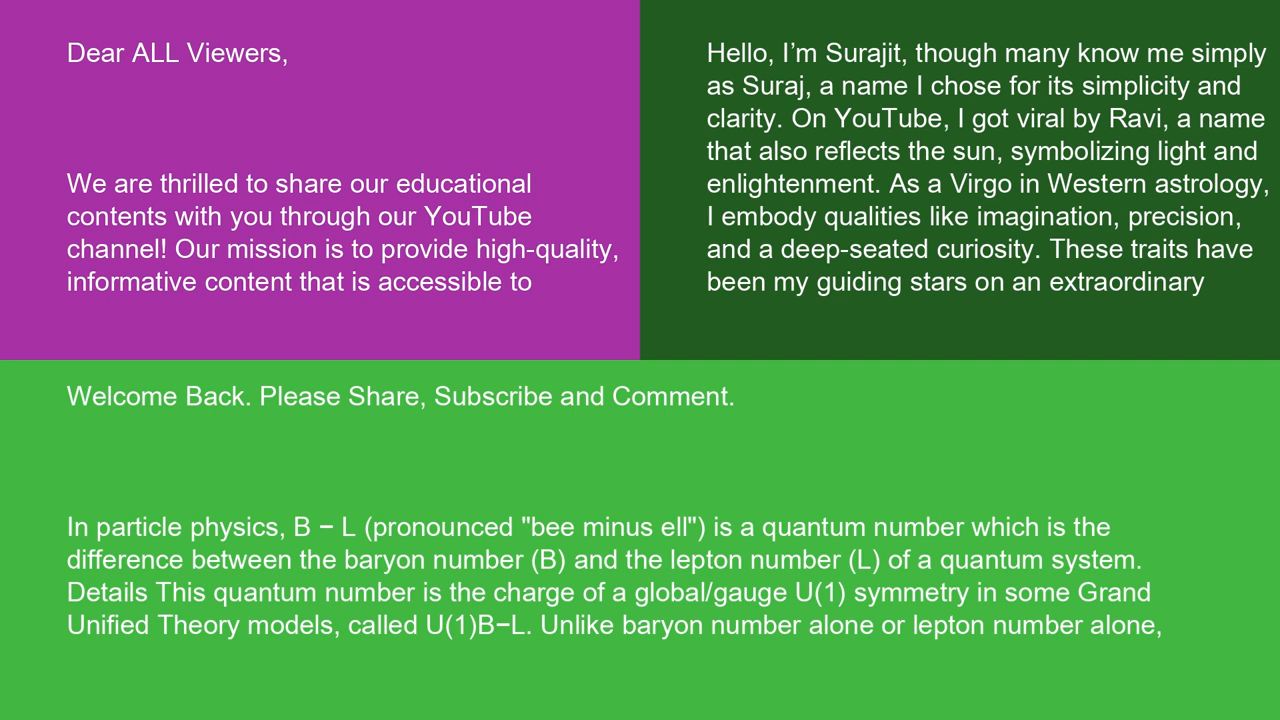 Dear ALL Viewers,
We are thrilled to share our educational
contents with you through our YouTube
channel! Our mission is to provide high-quality,
informative content that is accessible to
Hello, I’m Surajit, though many know me simply
as Suraj, a name I chose for its simplicity and
clarity. On YouTube, I got viral by Ravi, a name
that also reflects the sun, symbolizing light and
enlightenment. As a Virgo in Western astrology,
I embody qualities like imagination, precision,
and a deep-seated curiosity. These traits have
been my guiding stars on an extraordinary
Welcome Back. Please Share, Subscribe and Comment.
In particle physics, B − L (pronounced "bee minus ell") is a quantum number which is the
difference between the baryon number (B) and the lepton number (L) of a quantum system.
Details This quantum number is the charge of a global/gauge U(1) symmetry in some Grand
Unified Theory models, called U(1)B−L. Unlike baryon number alone or lepton number alone,